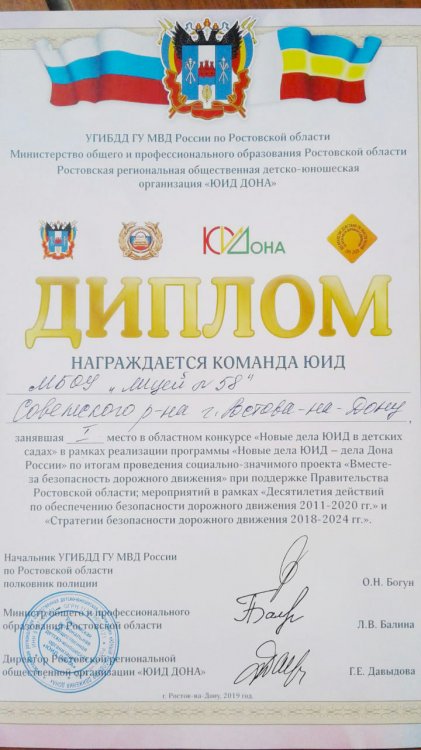 УГИБДД ГУ МВД России по Ростовской области
Министерство общего и профессионального образования Ростовской области
Ростовская региональная общественная детско-юношеская
организация «ЮИД ДОНА»
ЮИД ДОНА
ДИПЛОМ
НАГРАЖДАЕТСЯ КОМАНДА ЮИД
МБОУ „Лицей № 58"
Советского р-на г. Ростова-на-Дону,
занявшая I место в областном конкурсе «Новые дела ЮИД в детских
садах» в рамках реализации программы «Новые дела ЮИД – дела Дона
России» по итогам проведения социально-значимого проекта «Вместе-
за безопасность дорожного движения» при поддержке Правительства
Ростовской области; мероприятий в рамках «Десятилетия действий
по обеспечению безопасности дорожного движения 2011-2020 гг.» и
«Стратегии безопасности дорожного движения 2018-2024 гг.».
Начальник УГИБДД ГУ МВД России
по Ростовской области
полковник полиции О.Н. Богун
Министр общего и профессионального
образования Ростовской области Л.В. Балина
Директор Ростовской региональной
общественной организации "ЮИД ДОНА" Г.Е. Давыдова
г. Ростов-на-Дону, 2019 год.